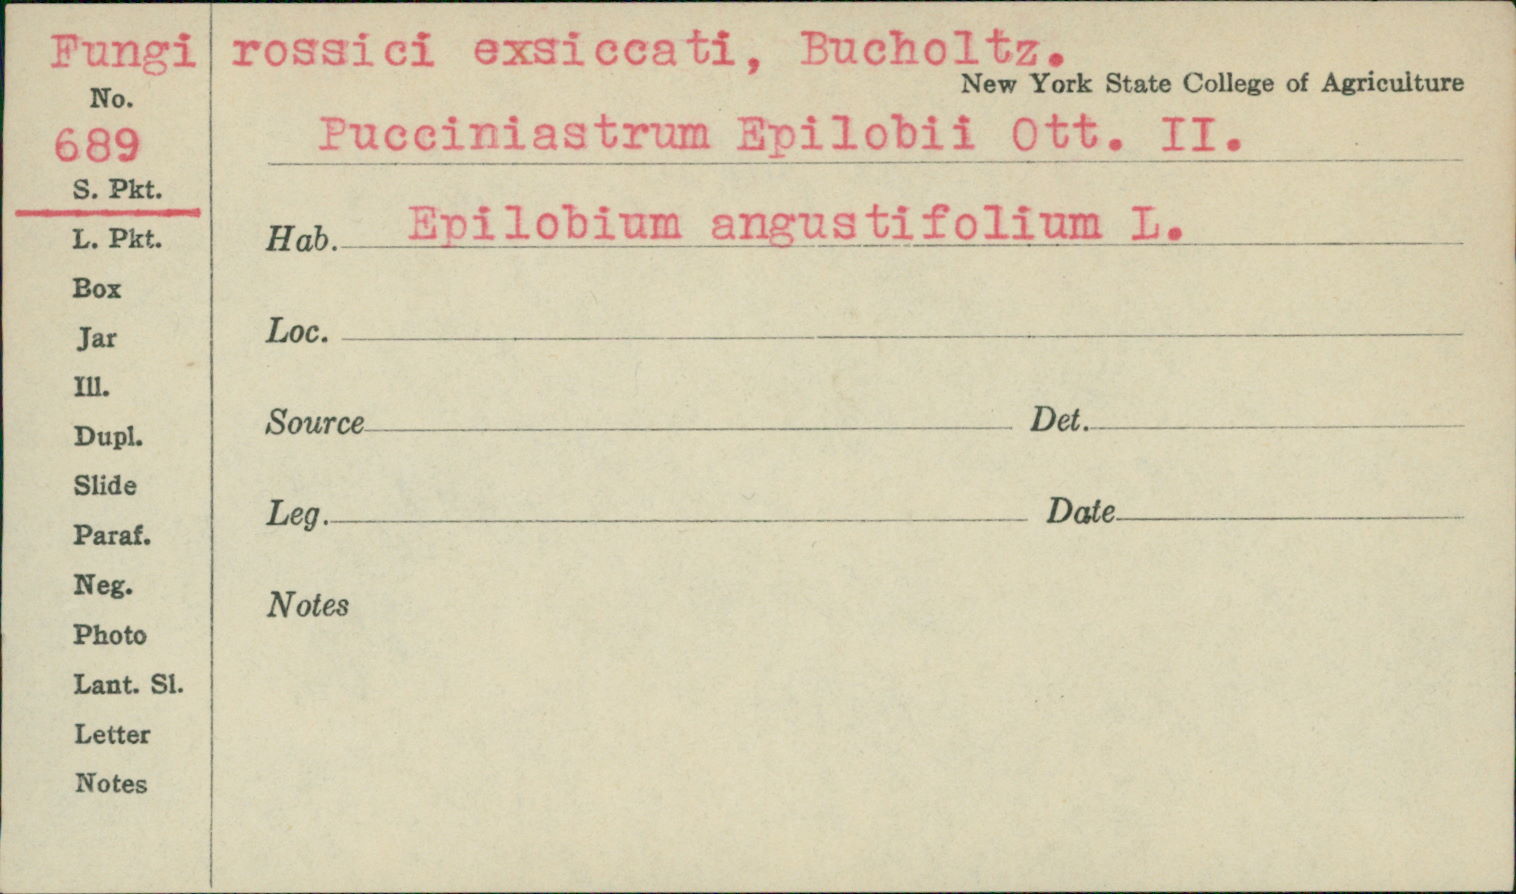 Fungi rossici exsiccati, Bucholtz.
New York State College of Agriculture
No.
689
Pucciniastrum Epilobii Ott. II.
S. Pkt.
L. Pkt.
Hab. Epilobium angustifolium L.
Box
Jar
Loc.
Ill.
Dupl.
Source Det.
Slide
Leg. Date
Paraf.
Neg.
Notes
Photo
Lant. Sl.
Letter
Notes